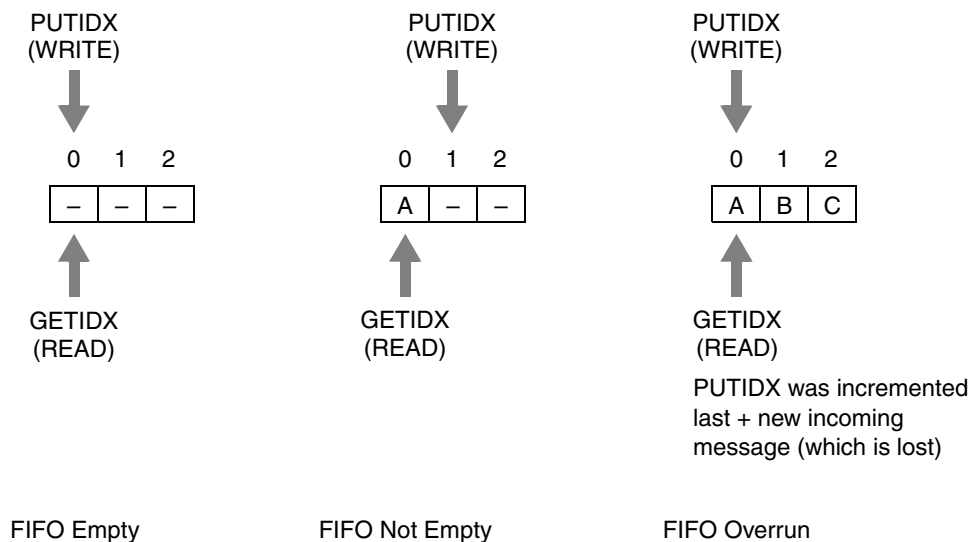 PUTIDX
(WRITE)
PUTIDX
(WRITE)
PUTIDX
(WRITE)
0 1 2
0 1 2
0 1 2
– – –
A – –
A B C
GETIDX
(READ)
GETIDX
(READ)
GETIDX
(READ)
PUTIDX was incremented
last + new incoming
message (which is lost)
FIFO Empty
FIFO Not Empty
FIFO Overrun